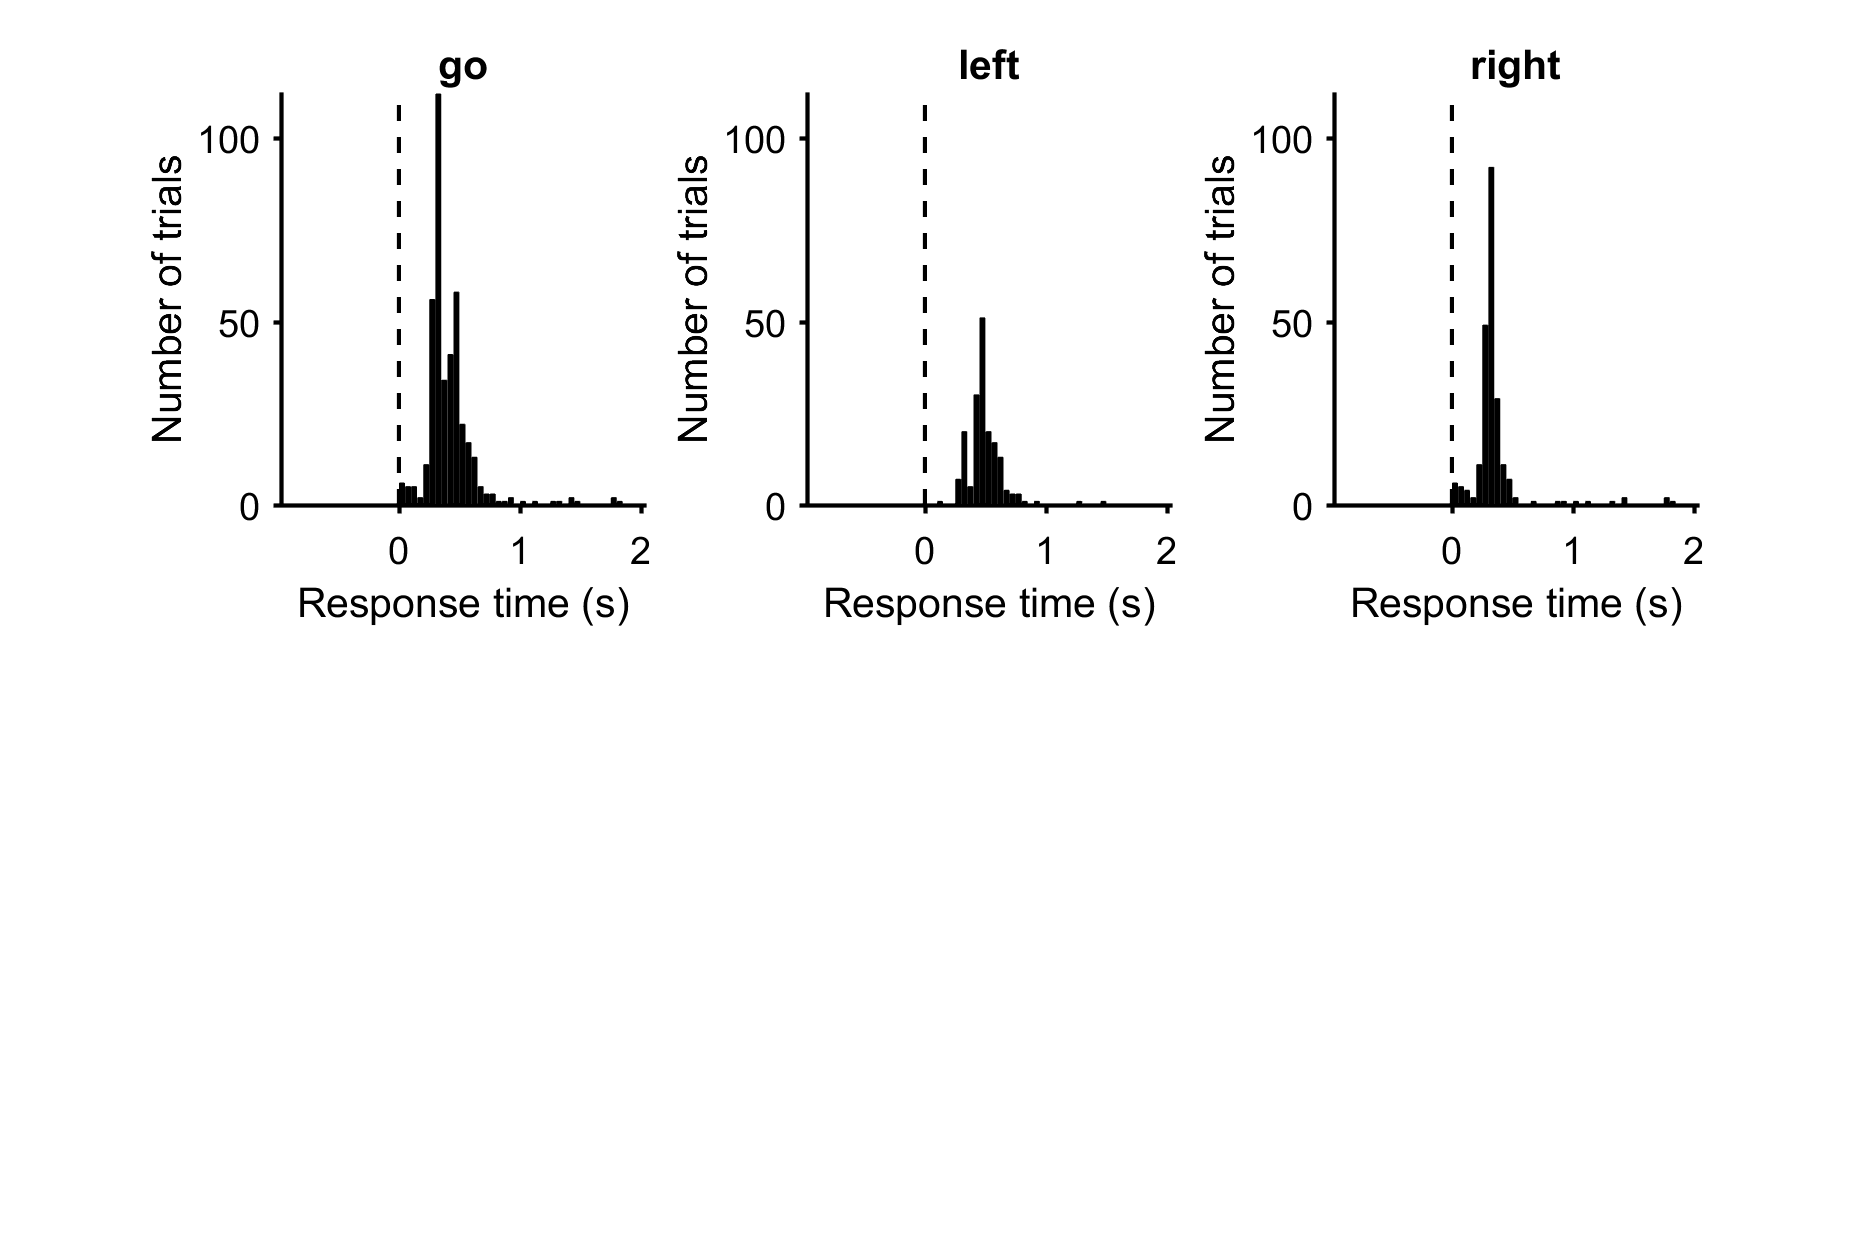 go
Number of trials
100
50
0
0 1 2
Response time (s)
left
Number of trials
100
50
0
0 1 2
Response time (s)
right
Number of trials
100
50
0
0 1 2
Response time (s)